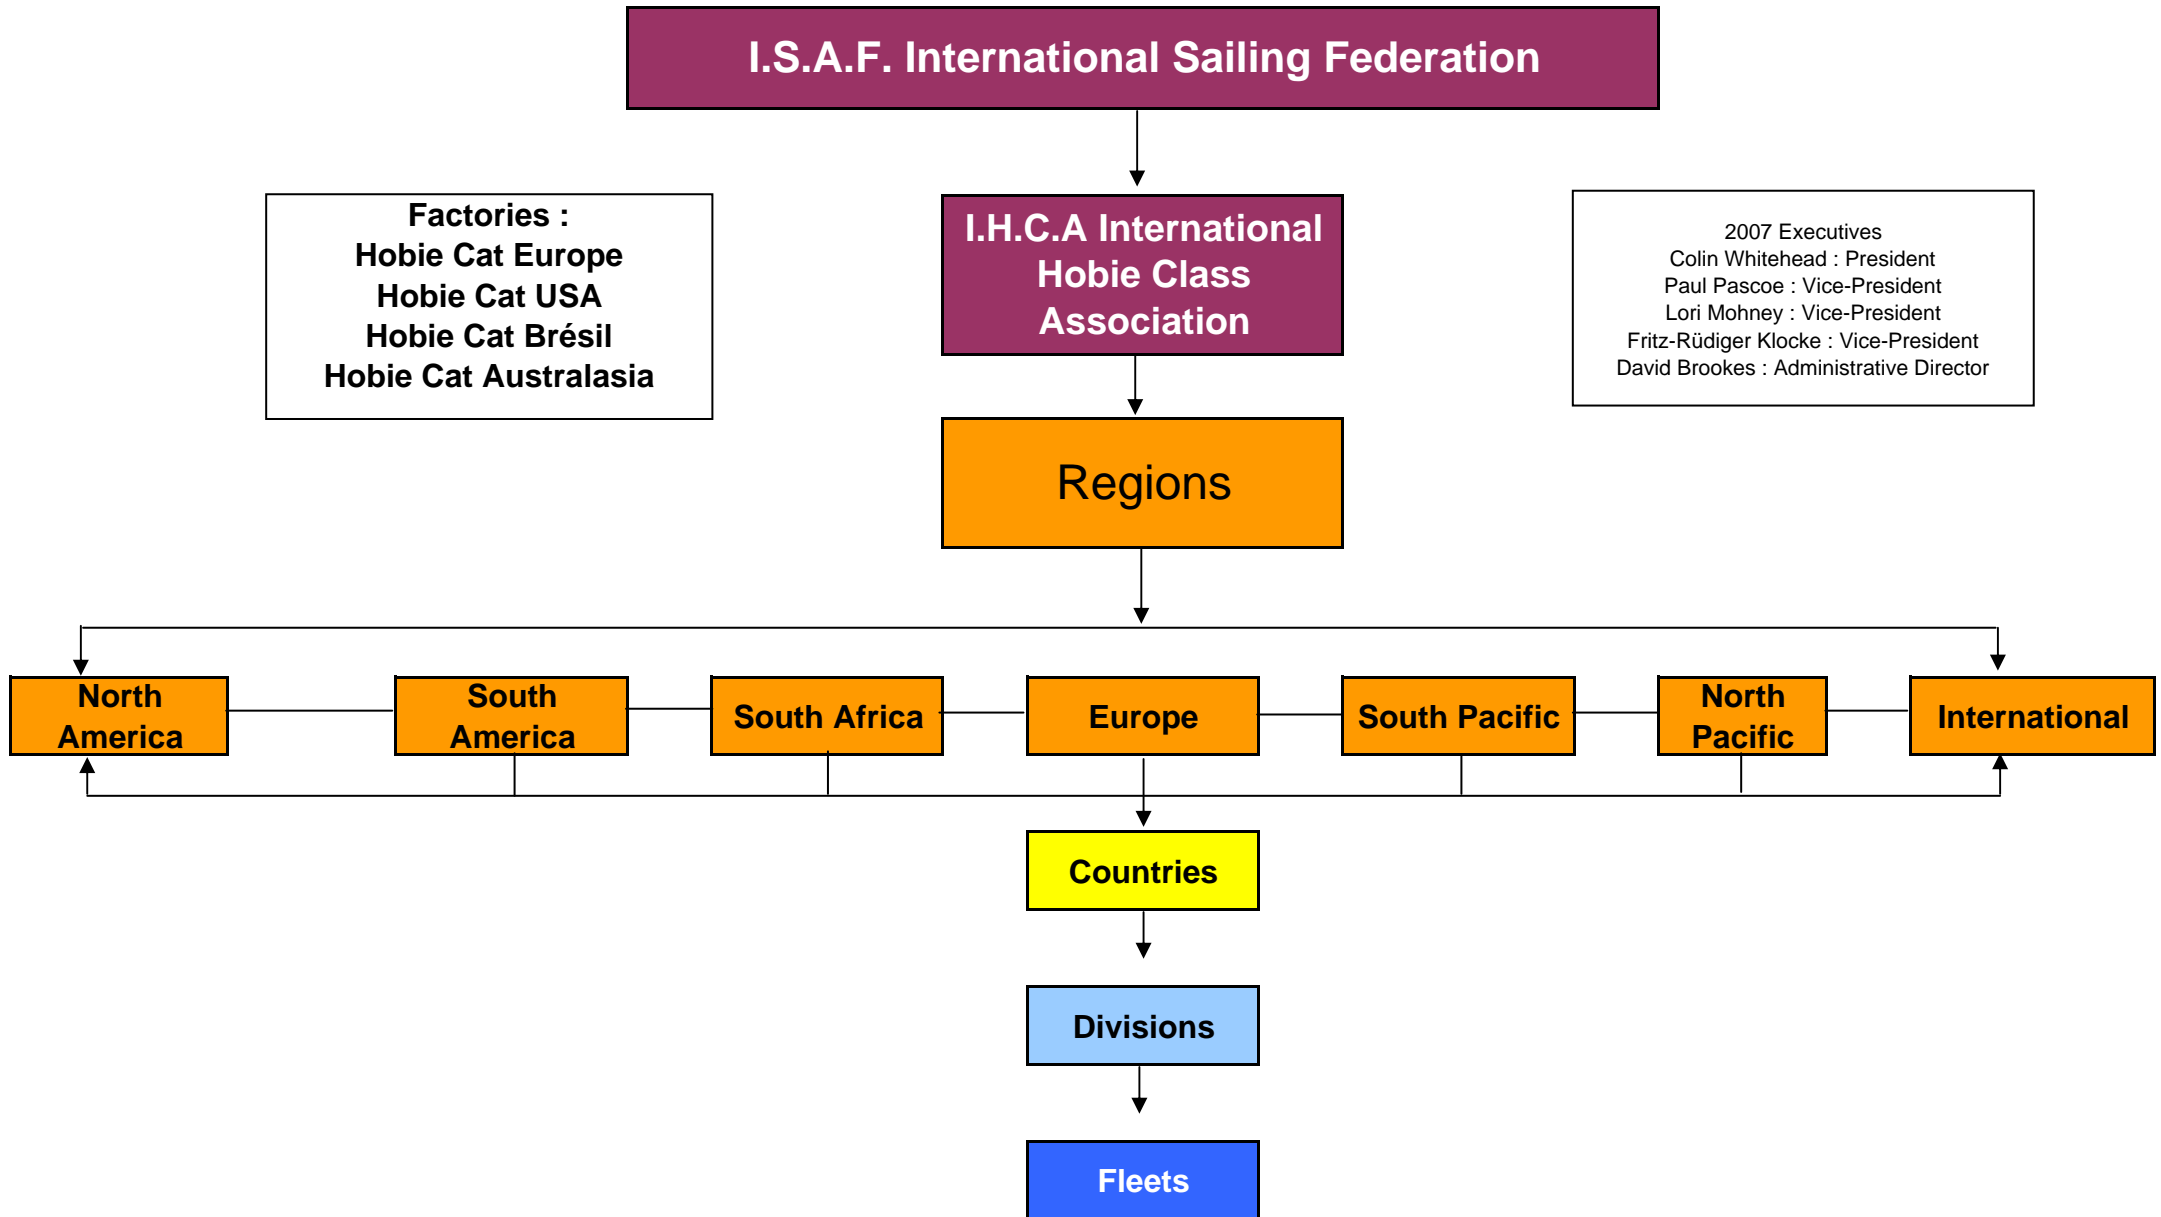 I.S.A.F. International Sailing Federation
Factories :
Hobie Cat Europe
Hobie Cat USA
Hobie Cat Brésil
Hobie Cat Australasia
I.H.C.A International
Hobie Class
Association
2007 Executives
Colin Whitehead : President
Paul Pascoe : Vice-President
Lori Mohney : Vice-President
Fritz-Rüdiger Klocke : Vice-President
David Brookes : Administrative Director
Regions
North
America
South
America
South Africa
Europe
South Pacific
North
Pacific
International
Countries
Divisions
Fleets